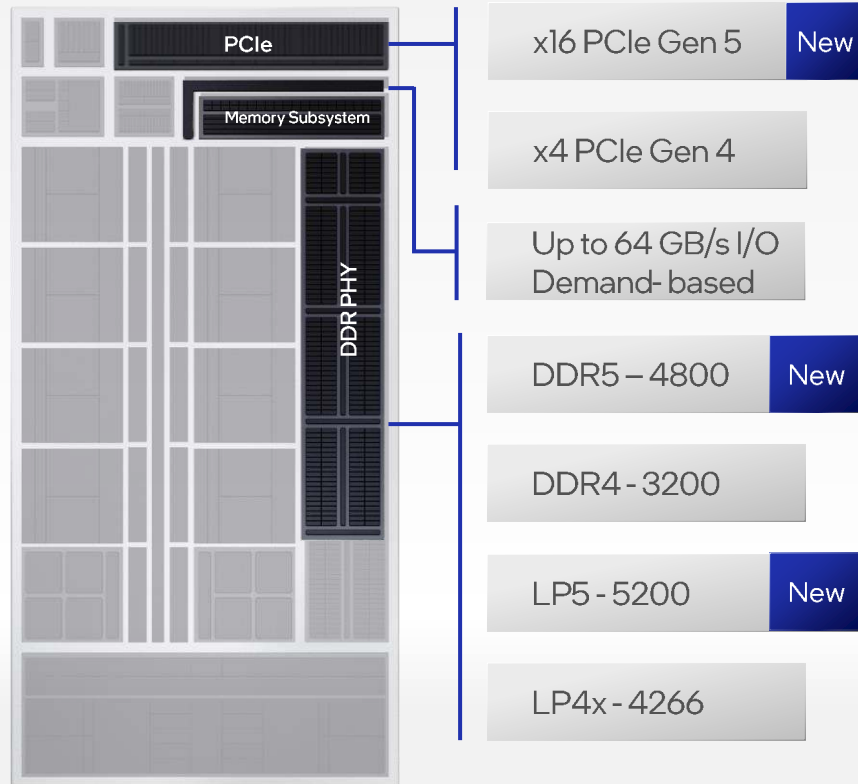 PCIe
x16 PCIe Gen 5
New
x4 PCIe Gen 4
Memory Subsystem
Up to 64 GB/s I/O
Demand-based
DDR PHY
DDR5 – 4800
New
DDR4 - 3200
LP5 - 5200
New
LP4x - 4266